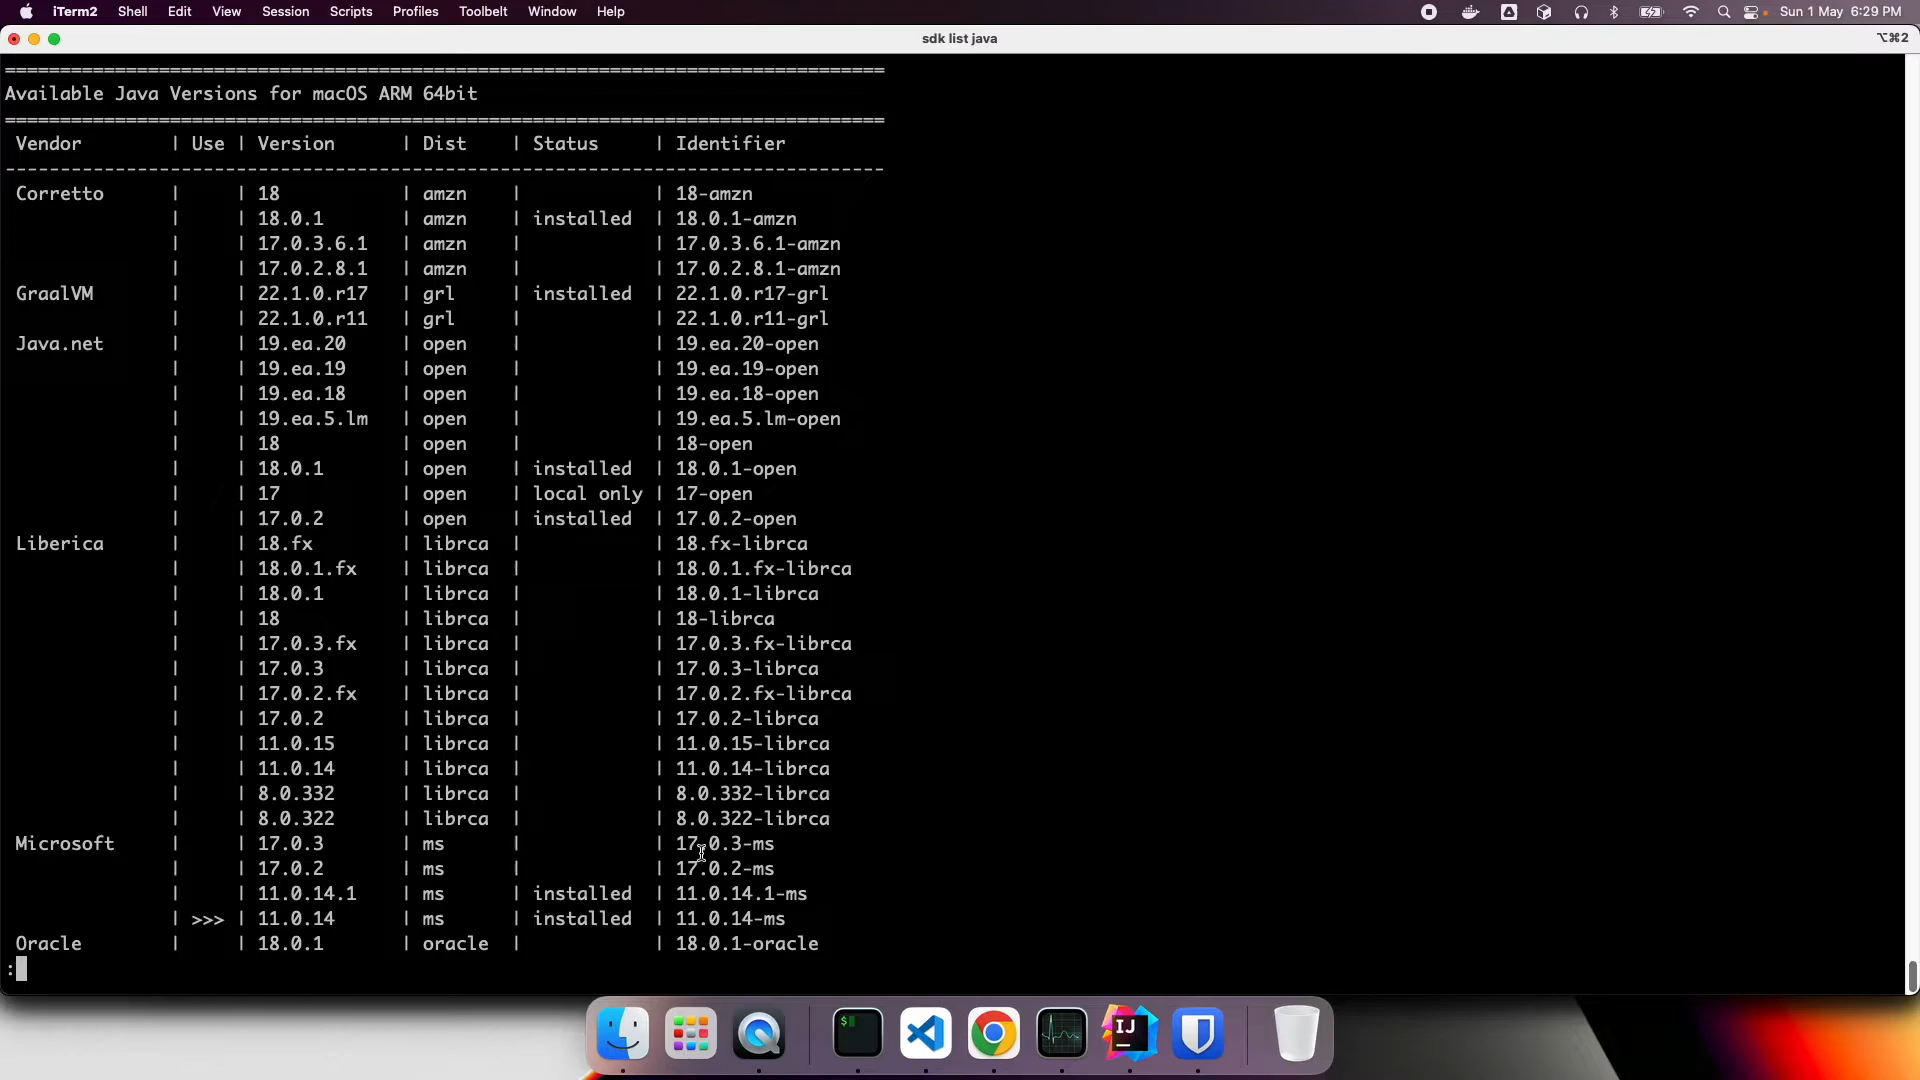 iTerm2 Shell Edit View Session Scripts Profiles Toolbelt Window Help Sun 1 May 6:29 PM
sdk list java ⌥⌘2
================================================================================
Available Java Versions for macOS ARM 64bit
================================================================================
Vendor | Use | Version | Dist | Status | Identifier
--------------------------------------------------------------------------------
Corretto | | 18 | amzn | | 18-amzn
| | 18.0.1 | amzn | installed | 18.0.1-amzn
| | 17.0.3.6.1 | amzn | | 17.0.3.6.1-amzn
| | 17.0.2.8.1 | amzn | | 17.0.2.8.1-amzn
GraalVM | | 22.1.0.r17 | grl | installed | 22.1.0.r17-grl
| | 22.1.0.r11 | grl | | 22.1.0.r11-grl
Java.net | | 19.ea.20 | open | | 19.ea.20-open
| | 19.ea.19 | open | | 19.ea.19-open
| | 19.ea.18 | open | | 19.ea.18-open
| | 19.ea.5.lm | open | | 19.ea.5.lm-open
| | 18 | open | | 18-open
| | 18.0.1 | open | installed | 18.0.1-open
| | 17 | open | local only | 17-open
| | 17.0.2 | open | installed | 17.0.2-open
Liberica | | 18.fx | librca | | 18.fx-librca
| | 18.0.1.fx | librca | | 18.0.1.fx-librca
| | 18.0.1 | librca | | 18.0.1-librca
| | 18 | librca | | 18-librca
| | 17.0.3.fx | librca | | 17.0.3.fx-librca
| | 17.0.3 | librca | | 17.0.3-librca
| | 17.0.2.fx | librca | | 17.0.2.fx-librca
| | 17.0.2 | librca | | 17.0.2-librca
| | 11.0.15 | librca | | 11.0.15-librca
| | 11.0.14 | librca | | 11.0.14-librca
| | 8.0.332 | librca | | 8.0.332-librca
| | 8.0.322 | librca | | 8.0.322-librca
Microsoft | | 17.0.3 | ms | | 17.0.3-ms
| | 17.0.2 | ms | | 17.0.2-ms
| | 11.0.14.1 | ms | installed | 11.0.14.1-ms
| >>> | 11.0.14 | ms | installed | 11.0.14-ms
Oracle | | 18.0.1 | oracle | | 18.0.1-oracle
:
$
IJ